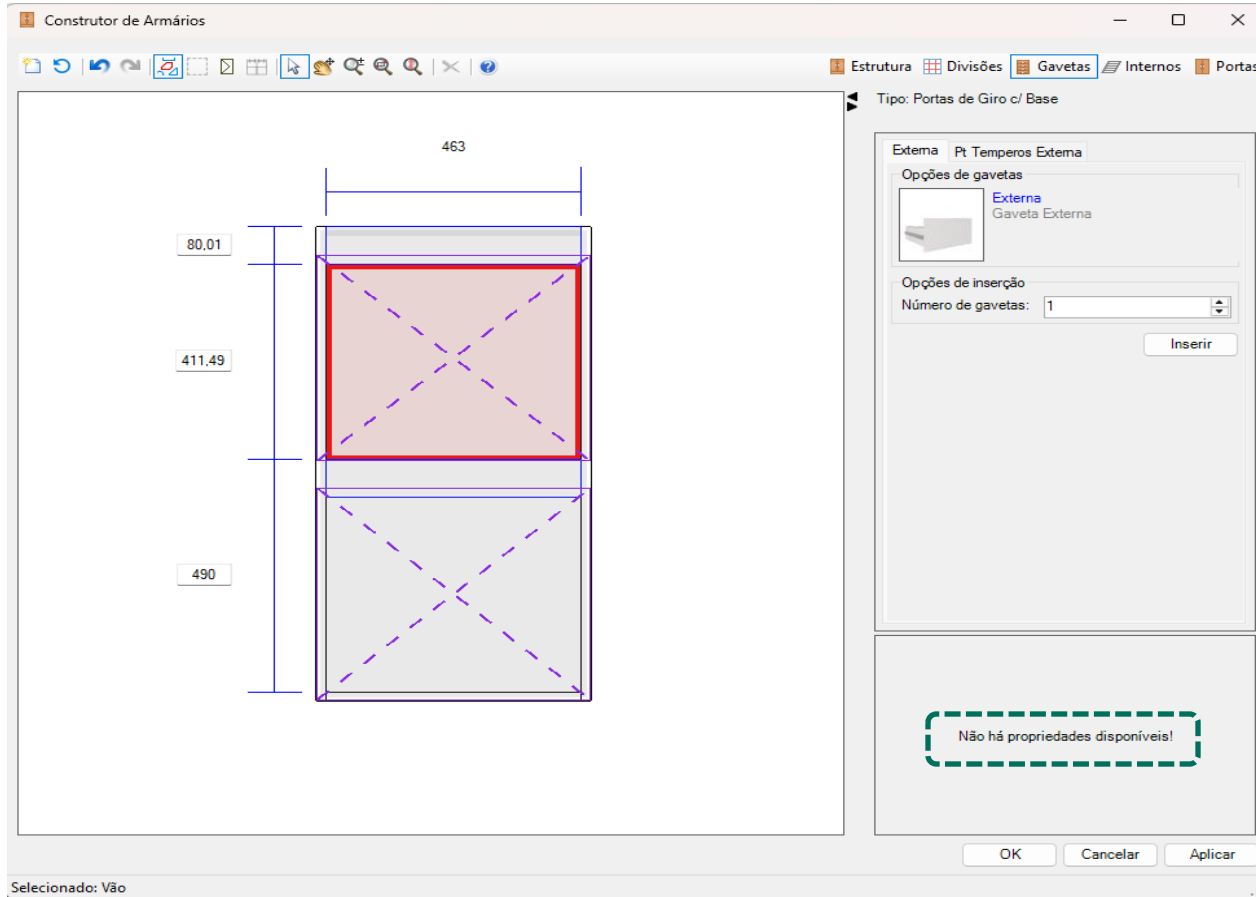 Construtor de Armários
Estrutura Divisões Gavetas Internos Portas
Tipo: Portas de Giro c/ Base
463
80,01
411,49
490
Externa Pt Temperos Externa
Opções de gavetas
Externa
Gaveta Externa
Opções de inserção
Número de gavetas: 1
Inserir
Não há propriedades disponíveis!
OK Cancelar Aplicar
Selecionado: Vão